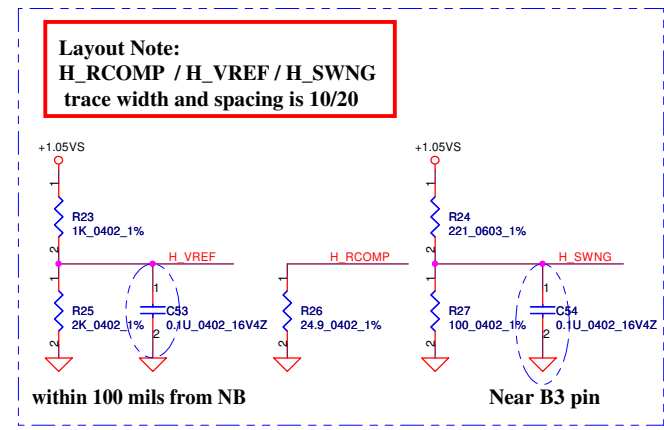 Layout Note:
H_RCOMP / H_VREF / H_SWNG
trace width and spacing is 10/20
+1.05VS
1
R23
1K_0402_1%
2
H_VREF
1
R25
2K_0402_1%
2
1
C53
0.1U_0402_16V4Z
2
H_RCOMP
1
R26
24.9_0402_1%
2
+1.05VS
1
R24
221_0603_1%
2
H_SWNG
1
R27
100_0402_1%
2
1
C54
0.1U_0402_16V4Z
2
within 100 mils from NB
Near B3 pin